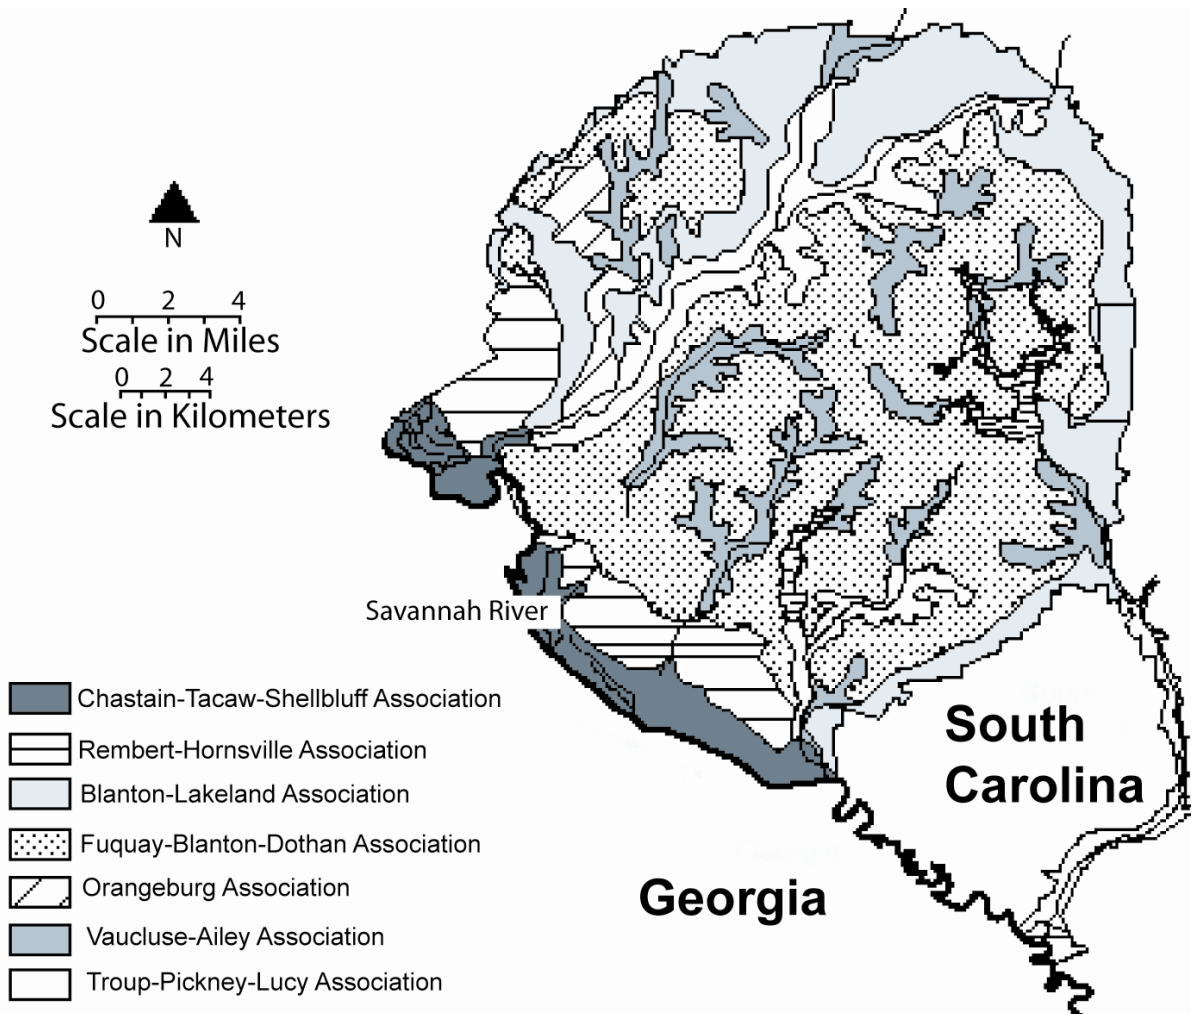 N
0 2 4
Scale in Miles
0 2 4
Scale in Kilometers
Savannah River
Chastain-Tacaw-Shellbluff Association
Rembert-Hornsville Association
Blanton-Lakeland Association
Fuquay-Blanton-Dothan Association
Orangeburg Association
Vaucluse-Ailey Association
Troup-Pickney-Lucy Association
South
Carolina
Georgia